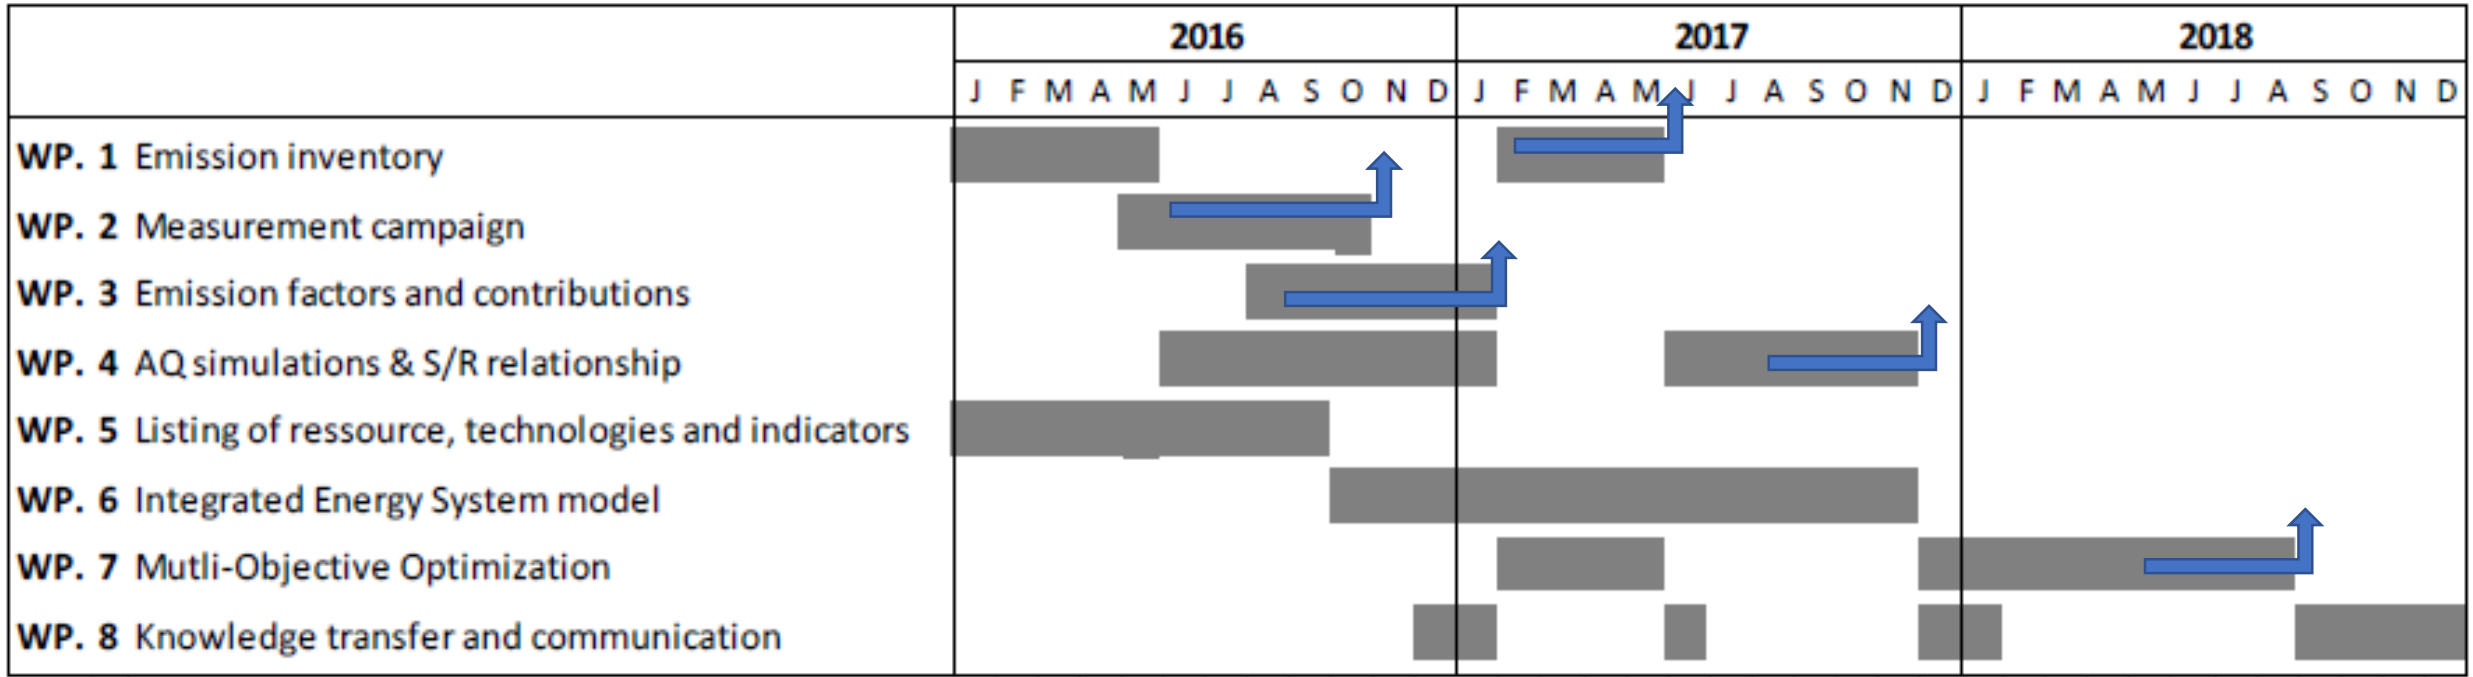 2016 2017 2018
J F M A M J J A S O N D J F M A M J J A S O N D J F M A M J J A S O N D
WP. 1 Emission inventory
WP. 2 Measurement campaign
WP. 3 Emission factors and contributions
WP. 4 AQ simulations & S/R relationship
WP. 5 Listing of ressource, technologies and indicators
WP. 6 Integrated Energy System model
WP. 7 Mutli-Objective Optimization
WP. 8 Knowledge transfer and communication